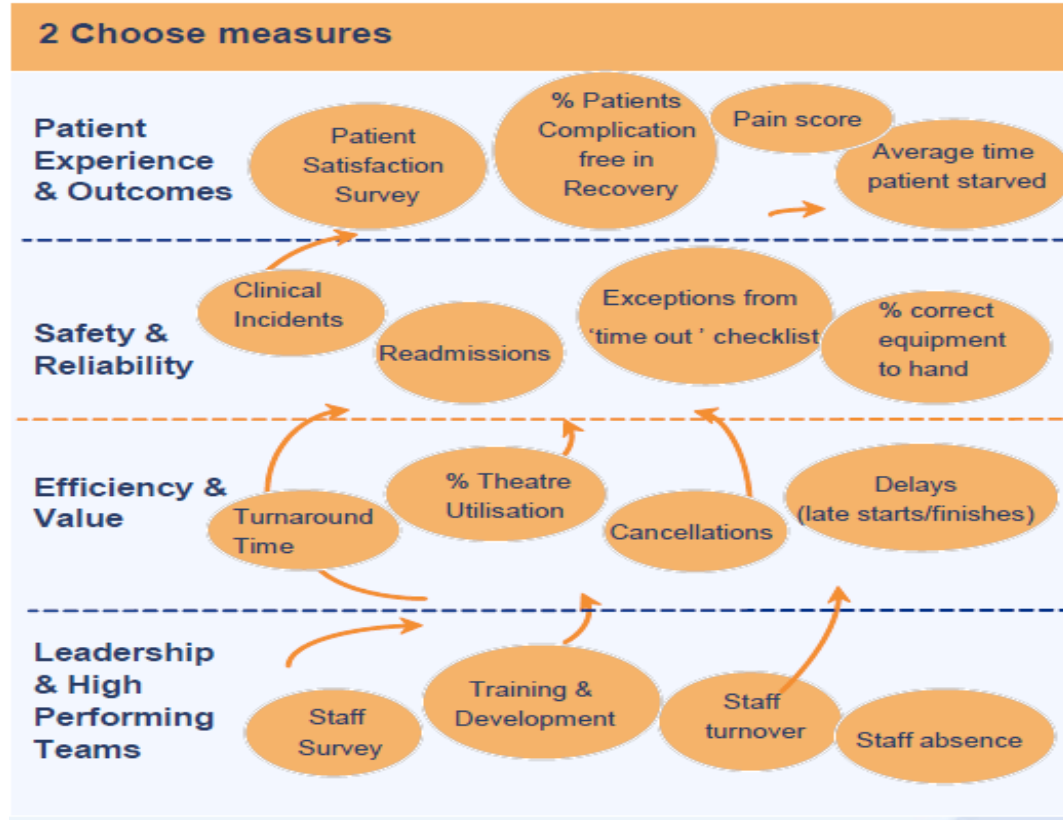 2 Choose measures
Patient
Experience
& Outcomes
Patient
Satisfaction
Survey
% Patients
Complication
free in
Recovery
Pain score
Average time
patient starved
Safety &
Reliability
Clinical
Incidents
Readmissions
Exceptions from
‘time out ’ checklist
% correct
equipment
to hand
Efficiency &
Value
Turnaround
Time
% Theatre
Utilisation
Cancellations
Delays
(late starts/finishes)
Leadership
& High
Performing
Teams
Staff
Survey
Training &
Development
Staff
turnover
Staff absence